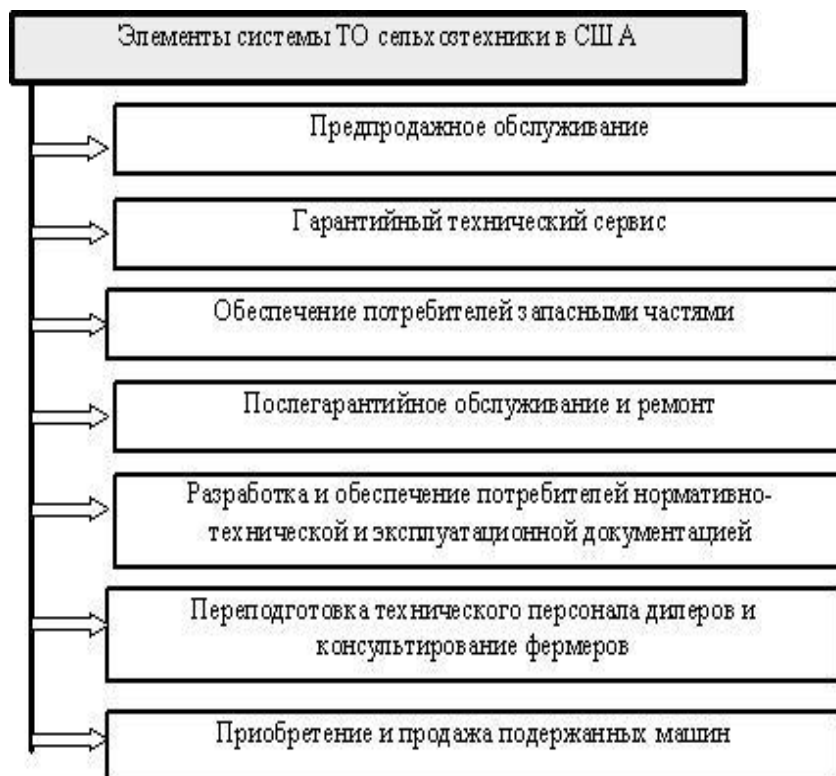 Элементы системы ТО сельхозтехники в США
Предпродажное обслуживание
Гарантийный технический сервис
Обеспечение потребителей запасными частями
Послегарантийное обслуживание и ремонт
Разработка и обеспечение потребителей нормативно-
технической и эксплуатационной документацией
Переподготовка технического персонала дилеров и
консультирование фермеров
Приобретение и продажа подержанных машин